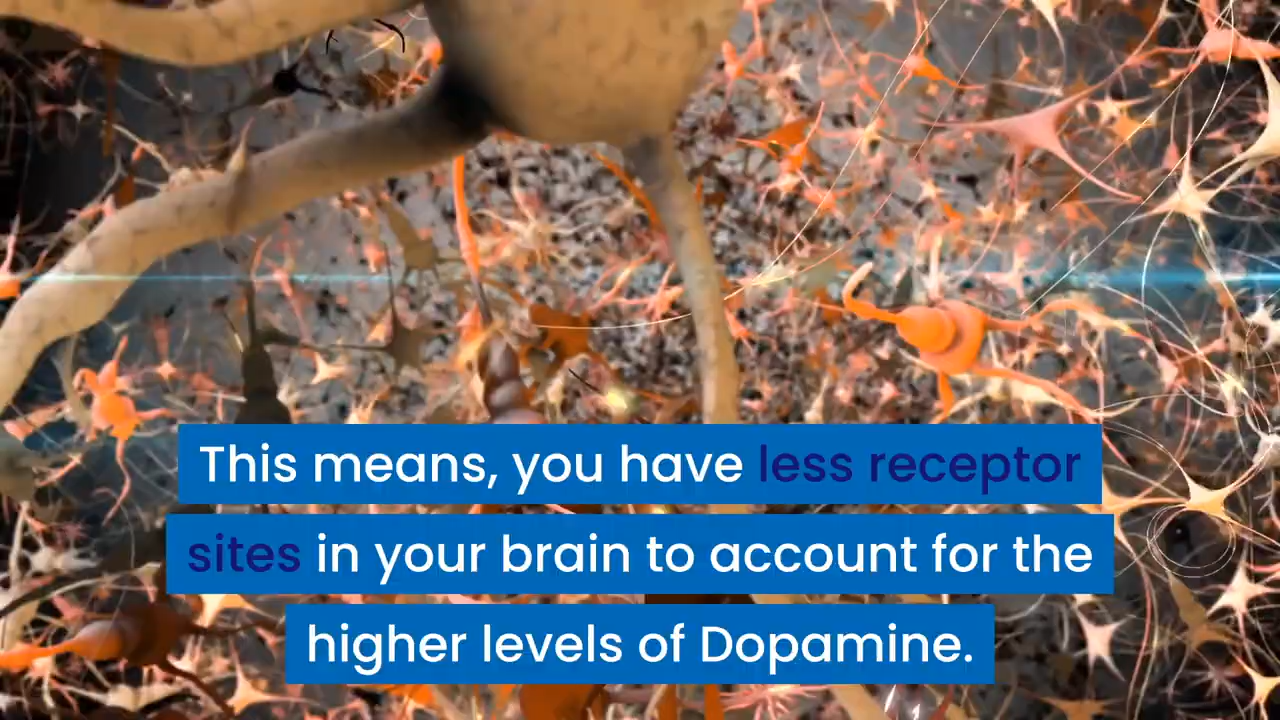 This means, you have less receptor
sites in your brain to account for the
higher levels of Dopamine.